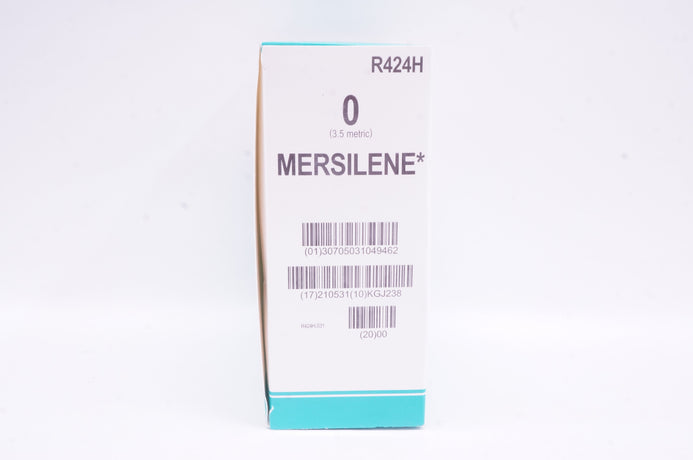 R424H
0
(3.5 metric)
MERSILENE*
(01)30705031049462
(17)210531(10)KGJ238
(20)00